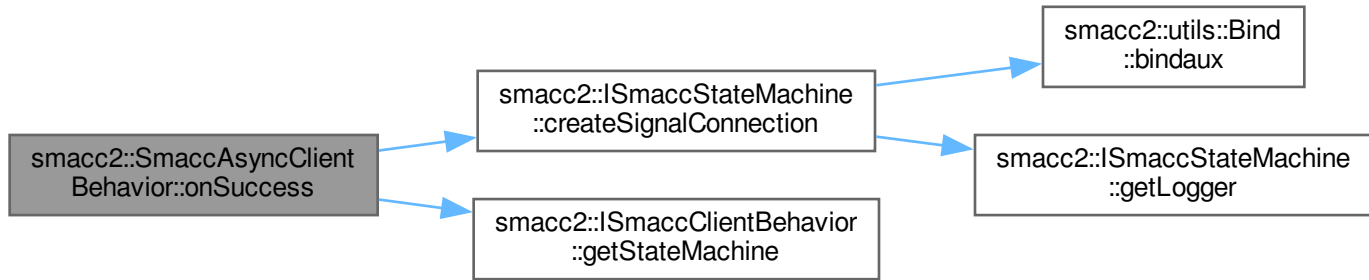 smacc2::SmaccAsyncClient
Behavior::onSuccess
smacc2::ISmaccStateMachine
::createSignalConnection
smacc2::utils::Bind
::bindaux
smacc2::ISmaccStateMachine
::getLogger
smacc2::ISmaccClientBehavior
::getStateMachine